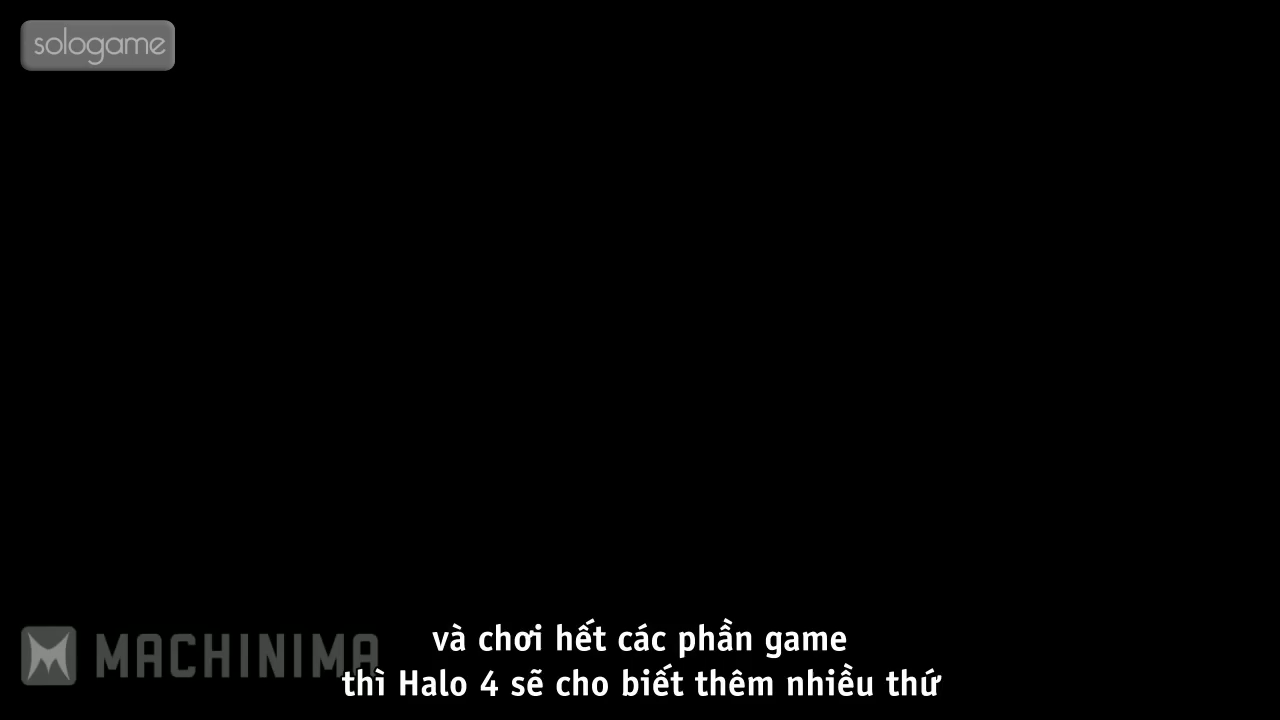 sologame
MACHINIMA
và chơi hết các phần game
thì Halo 4 sẽ cho biết thêm nhiều thứ